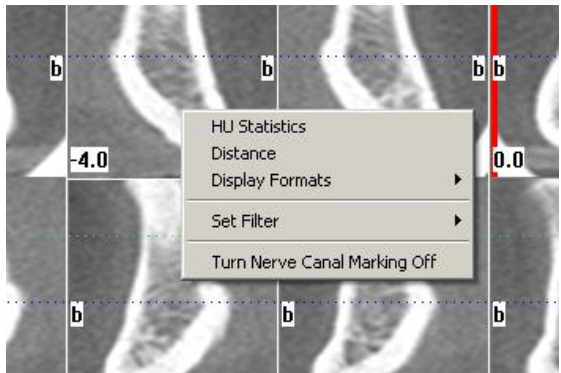 b b b b
-4.0 0.0
HU Statistics
Distance
Display Formats
Set Filter
Turn Nerve Canal Marking Off
b b b